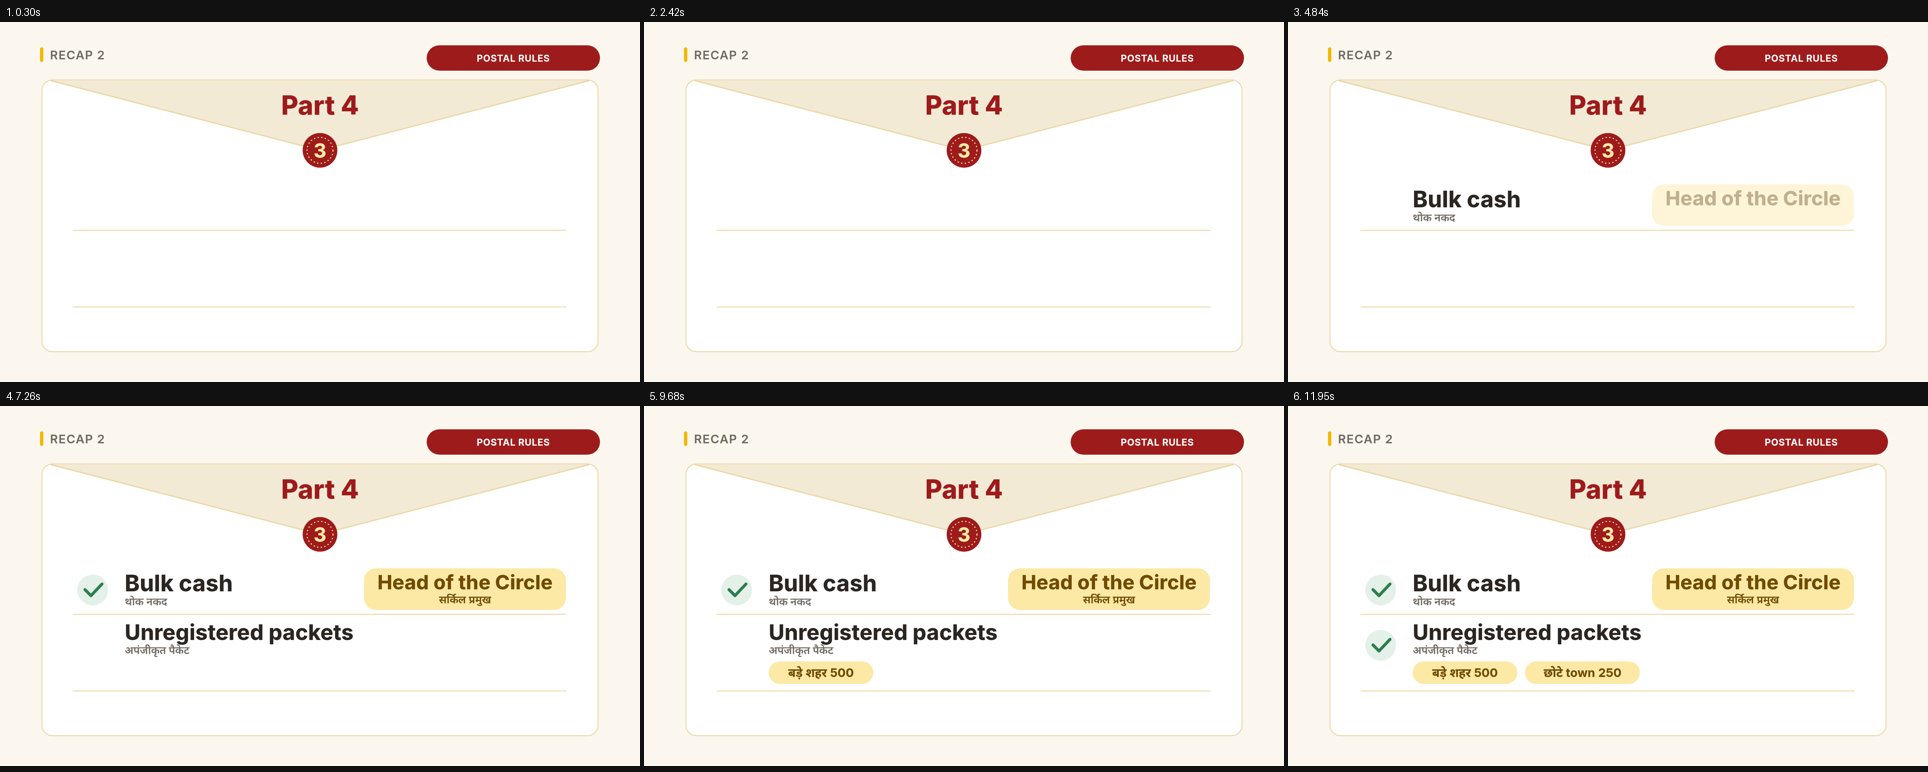 1. 0.30s
RECAP 2
POSTAL RULES
Part 4
3
2. 2.42s
RECAP 2
POSTAL RULES
Part 4
3
3. 4.84s
RECAP 2
POSTAL RULES
Part 4
3
Bulk cash
थोक नकद
Head of the Circle
4. 7.26s
RECAP 2
POSTAL RULES
Part 4
3
Bulk cash
थोक नकद
Head of the Circle
सर्किल प्रमुख
Unregistered packets
अपंजीकृत पैकेट
5. 9.68s
RECAP 2
POSTAL RULES
Part 4
3
Bulk cash
थोक नकद
Head of the Circle
सर्किल प्रमुख
Unregistered packets
अपंजीकृत पैकेट
बड़े शहर 500
6. 11.95s
RECAP 2
POSTAL RULES
Part 4
3
Bulk cash
थोक नकद
Head of the Circle
सर्किल प्रमुख
Unregistered packets
अपंजीकृत पैकेट
बड़े शहर 500 छोटे town 250